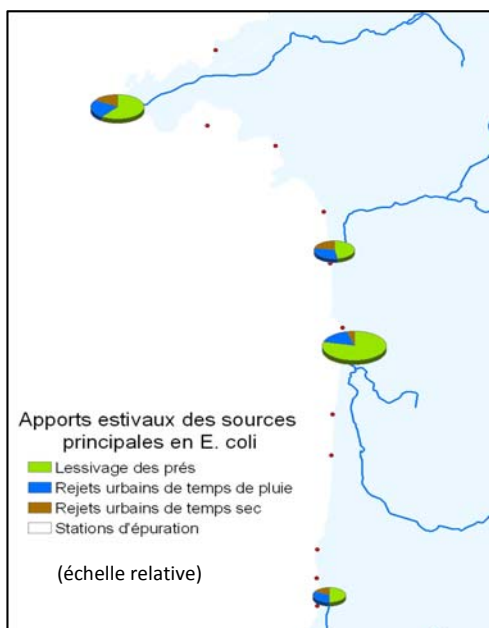 Apports estivaux des sources
principales en E. coli
Lessivage des prés
Rejets urbains de temps de pluie
Rejets urbains de temps sec
Stations d'épuration
(échelle relative)